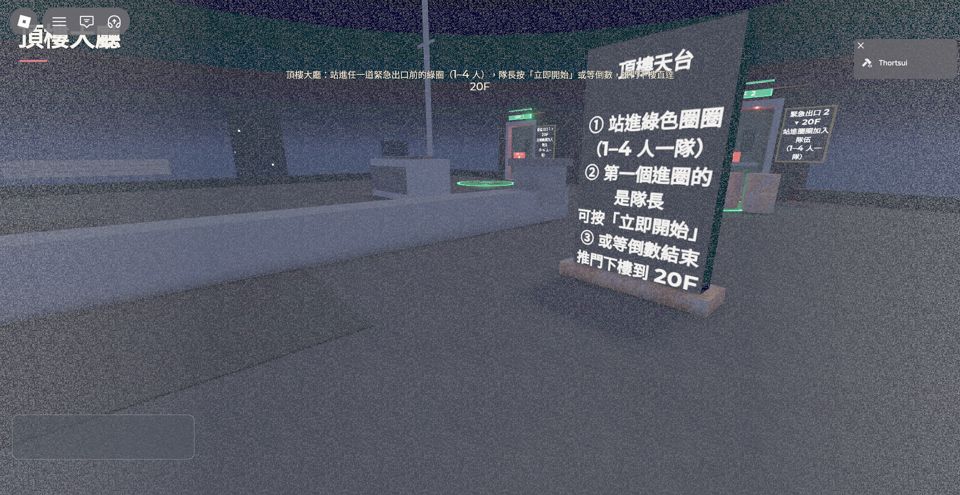 頂樓大廳
頂樓大廳：站進任一道緊急出口前的綠圈（1–4 人），隊長按「立即開始」或等倒數，
20F
Thortsui
頂樓天台
① 站進綠色圈圈
（1–4 人一隊）
② 第一個進圈的
是隊長
可按「立即開始」
③ 或等倒數結束
推門下樓到 20F
緊急出口 2
▼ 20F
站進圈圈加入
隊伍
（1–4 人一
隊）